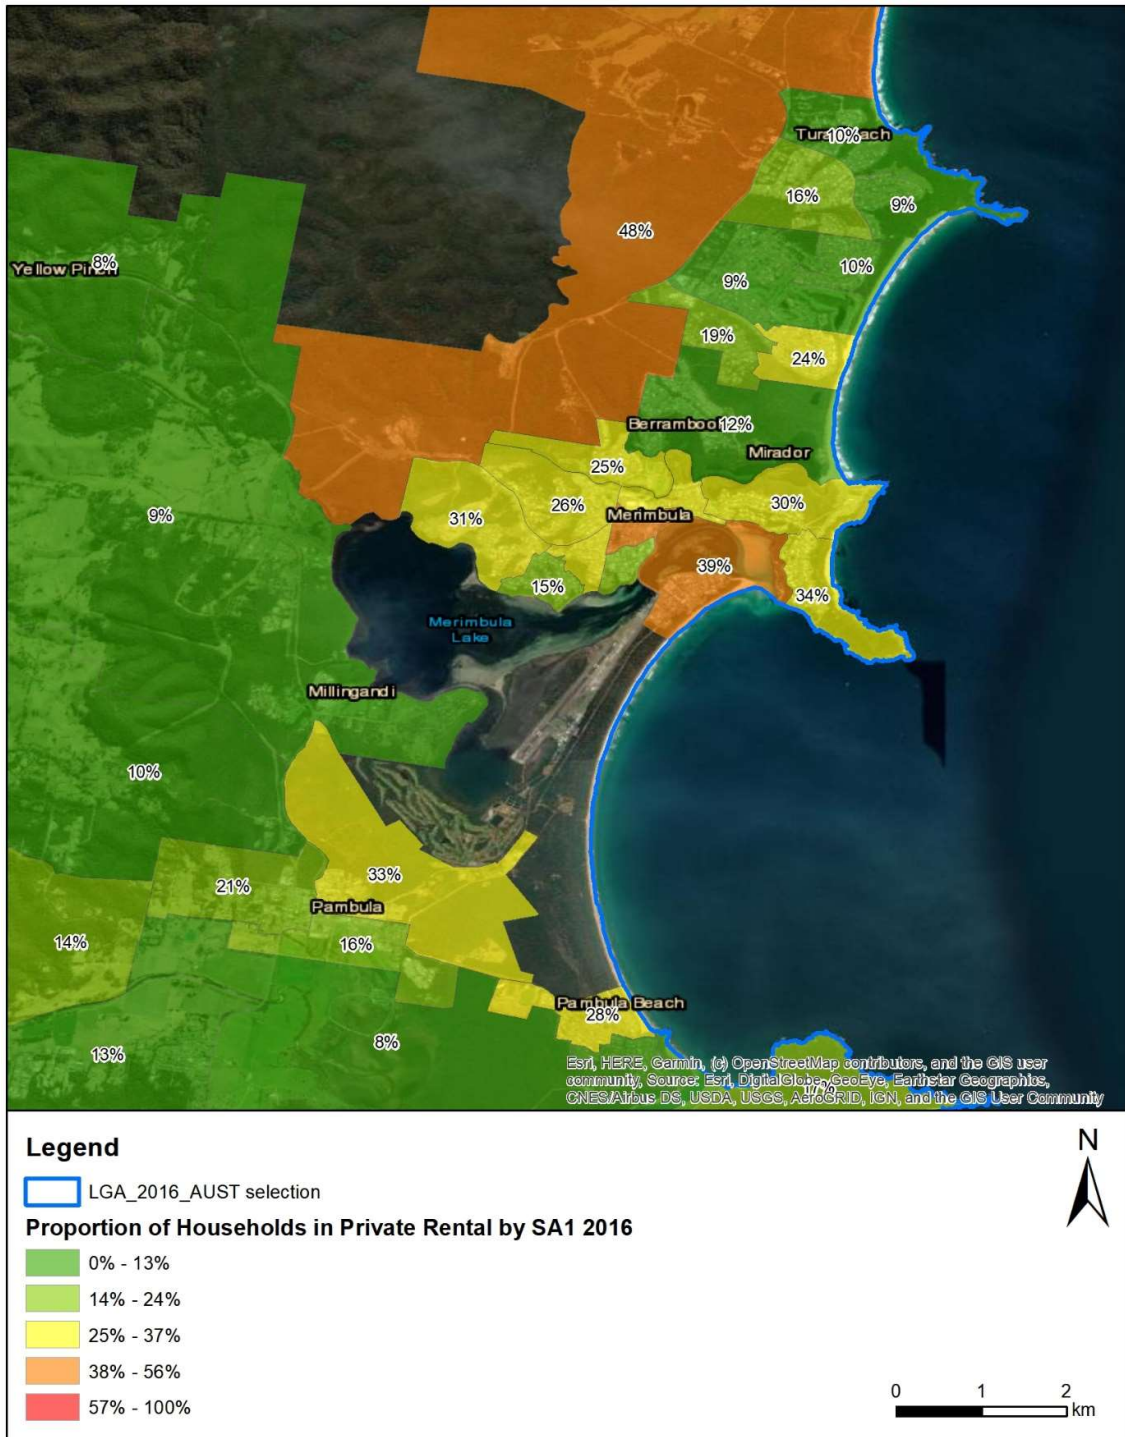 10%
Tura Beach
16%
9%
48%
8%
Yellow Pinch
10%
9%
19%
24%
12%
Mirador
25%
26%
30%
31%
Merimbula
9%
39%
15%
34%
Merimbula
Lake
Millingandi
10%
33%
21%
Pambula
14%
16%
Pambula Beach
28%
8%
13%
17%
Esri, HERE, Garmin, (c) OpenStreetMap contributors, and the GIS user
community, Source: Esri, DigitalGlobe, GeoEye, Earthstar Geographics,
CNES/Airbus DS, USDA, USGS, AeroGRID, IGN, and the GIS User Community
Legend
N
LGA_2016_AUST selection
Proportion of Households in Private Rental by SA1 2016
0% - 13%
14% - 24%
25% - 37%
38% - 56%
57% - 100%
0 1 2
km